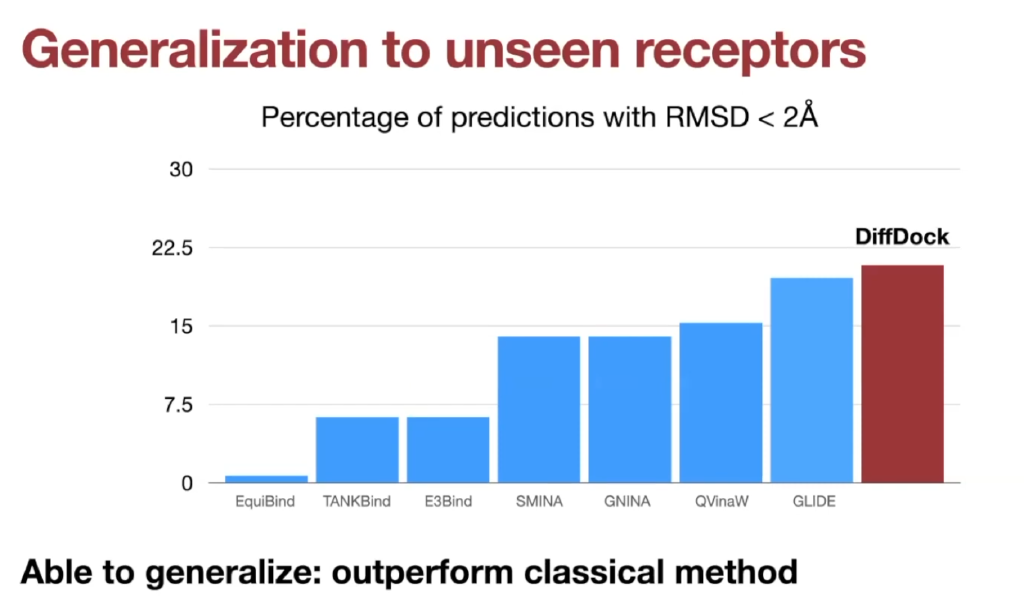 Generalization to unseen receptors
Percentage of predictions with RMSD < 2Å
30
DiffDock
22.5
15
7.5
0
EquiBind TANKBind E3Bind SMINA GNINA QVinaW GLIDE
Able to generalize: outperform classical method